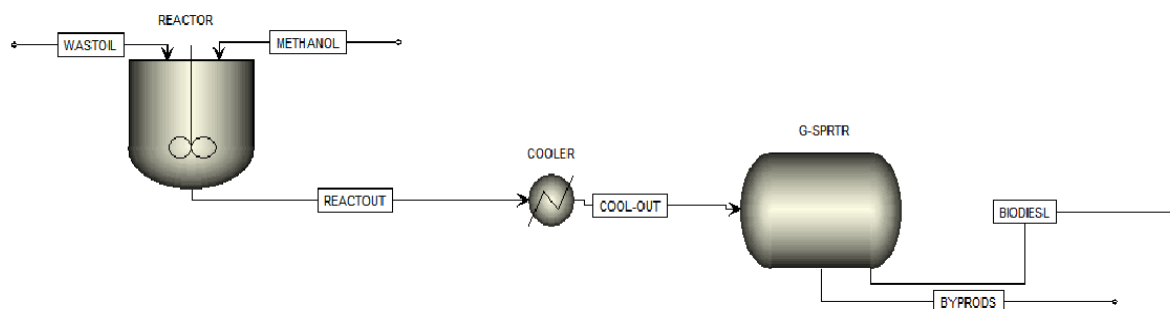 REACTOR
WASTOIL
METHANOL
G-SPRTR
COOLER
REACTOUT
COOL-OUT
BIODIESL
BYPRODS